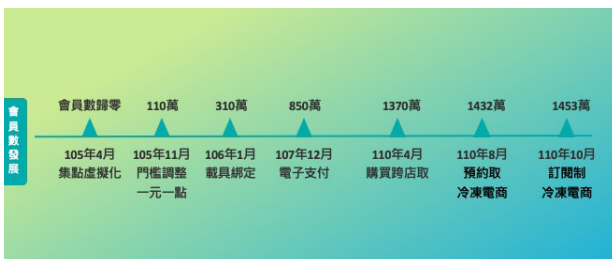 會員數發展
會員數歸零 110萬 310萬 850萬 1370萬 1432萬 1453萬
105年4月 105年11月 106年1月 107年12月 110年4月 110年8月 110年10月
集點虛擬化 門檻調整 載具綁定 電子支付 購買跨店取 預約取 訂閱制
一元一點 冷凍電商 冷凍電商